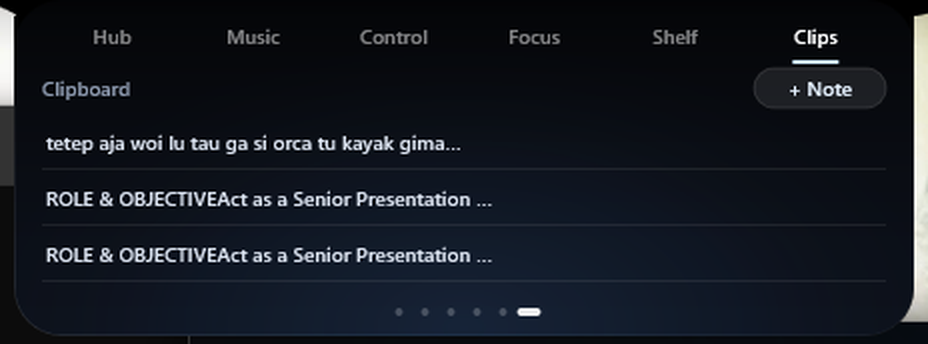 Hub Music Control Focus Shelf Clips
Clipboard + Note
tetep aja woi lu tau ga si orca tu kayak gima...
ROLE & OBJECTIVEAct as a Senior Presentation ...
ROLE & OBJECTIVEAct as a Senior Presentation ...